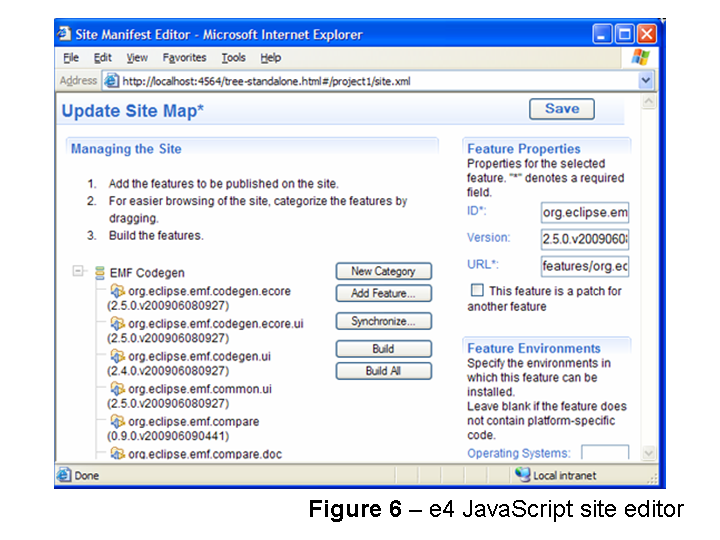 Site Manifest Editor - Microsoft Internet Explorer
File Edit View Favorites Tools Help
Address http://localhost:4564/tree-standalone.html#/project1/site.xml
Update Site Map*
Save
Managing the Site
1. Add the features to be published on the site.
2. For easier browsing of the site, categorize the features by
dragging.
3. Build the features.
EMF Codegen
org.eclipse.emf.codegen.ecore
(2.5.0.v200906080927)
org.eclipse.emf.codegen.ecore.ui
(2.5.0.v200906080927)
org.eclipse.emf.codegen.ui
(2.4.0.v200906080927)
org.eclipse.emf.common.ui
(2.5.0.v200906080927)
org.eclipse.emf.compare
(0.9.0.v200906090441)
org.eclipse.emf.compare.doc
New Category
Add Feature...
Synchronize...
Build
Build All
Feature Properties
Properties for the selected
feature. "*" denotes a required
field.
ID*: org.eclipse.em
Version: 2.5.0.v2009060
URL*: features/org.ec
This feature is a patch for
another feature
Feature Environments
Specify the environments in
which this feature can be
installed.
Leave blank if the feature does
not contain platform-specific
code.
Operating Systems:
Done
Local intranet
Figure 6 – e4 JavaScript site editor